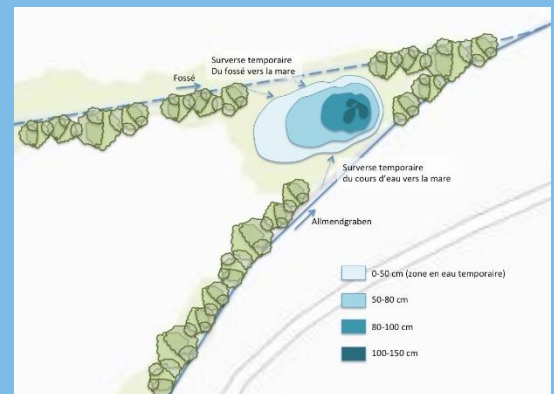 Surverse temporaire
Du fossé vers la mare
Fossé
Surverse temporaire
du cours d'eau vers la mare
Allmendgraben
0-50 cm (zone en eau temporaire)
50-80 cm
80-100 cm
100-150 cm